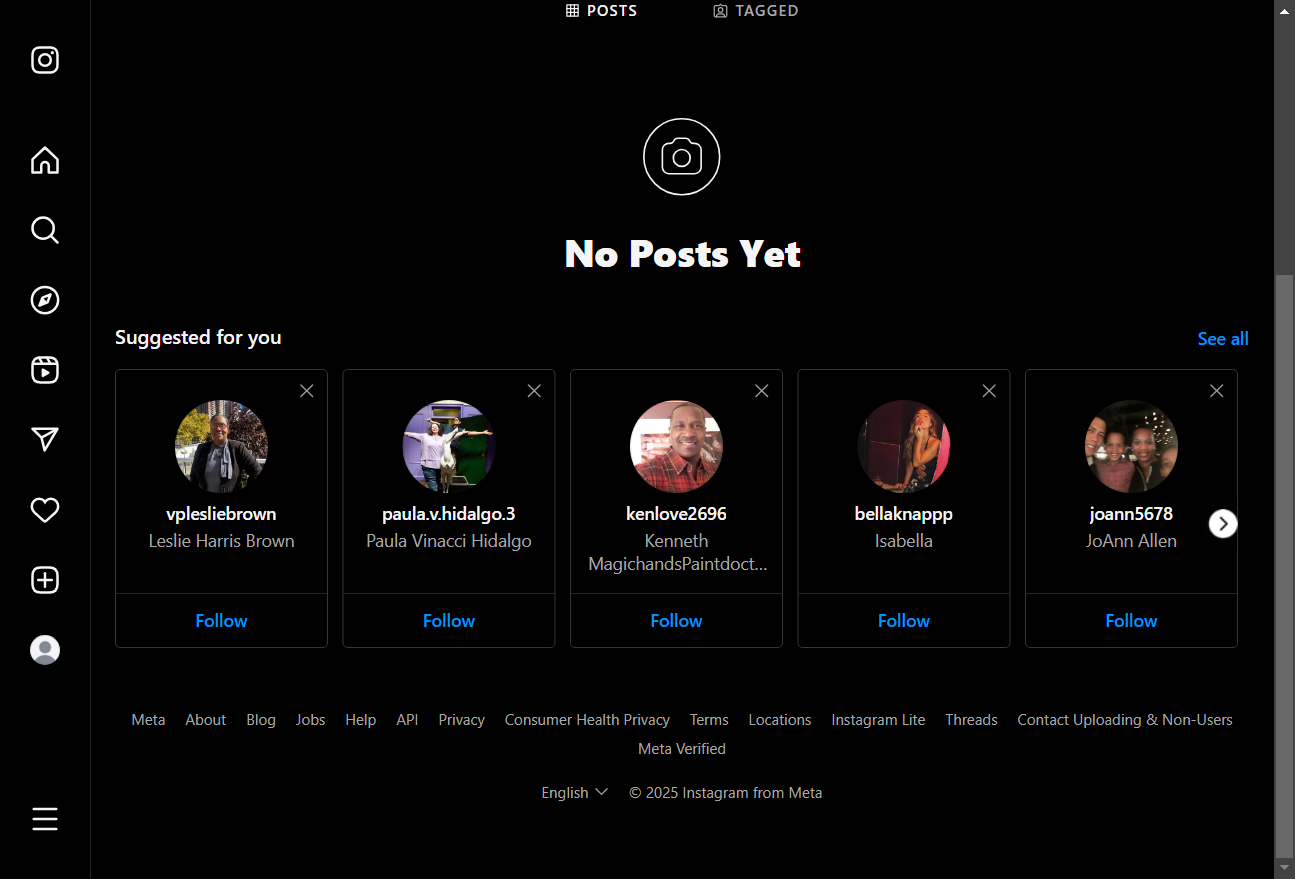 POSTS TAGGED
No Posts Yet
Suggested for you See all
vplesliebrown
Leslie Harris Brown
Follow
paula.v.hidalgo.3
Paula Vinacci Hidalgo
Follow
kenlove2696
Kenneth
MagichandsPaintdoct...
Follow
bellaknappp
Isabella
Follow
joann5678
JoAnn Allen
Follow
Meta About Blog Jobs Help API Privacy Consumer Health Privacy Terms Locations Instagram Lite Threads Contact Uploading & Non-Users
Meta Verified
English © 2025 Instagram from Meta